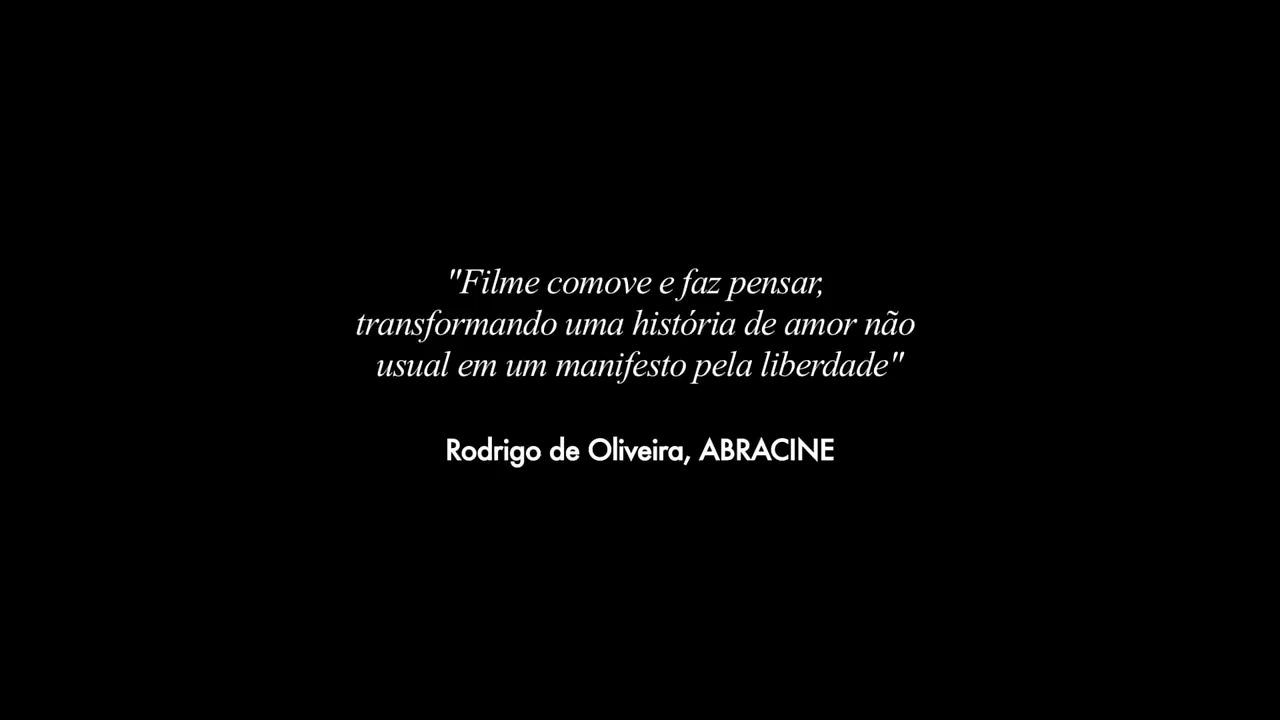 "Filme comove e faz pensar,
transformando uma história de amor não
usual em um manifesto pela liberdade"
Rodrigo de Oliveira, ABRACINE